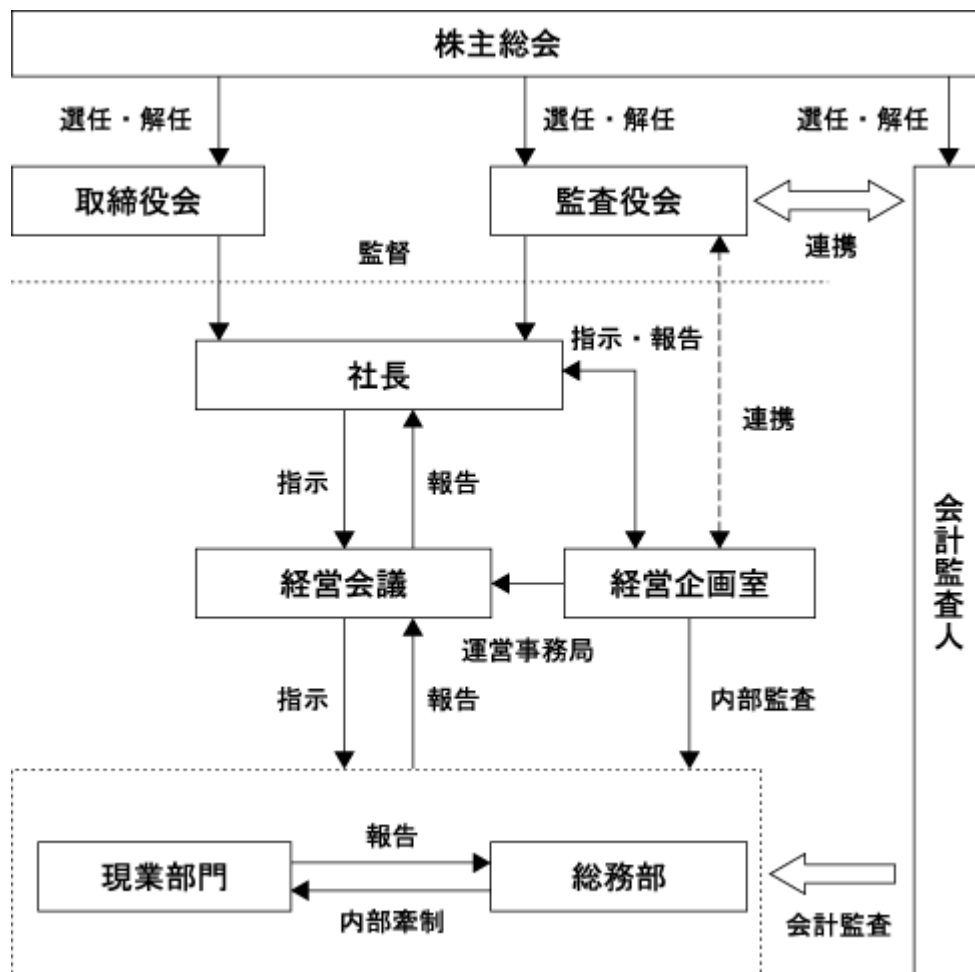 株主総会
選任・解任
選任・解任
選任・解任
取締役会
監査役会
連携
監督
指示・報告
社長
連携
指示
報告
会計監査人
経営会議
経営企画室
運営事務局
指示
報告
内部監査
報告
現業部門
総務部
内部牽制
会計監査